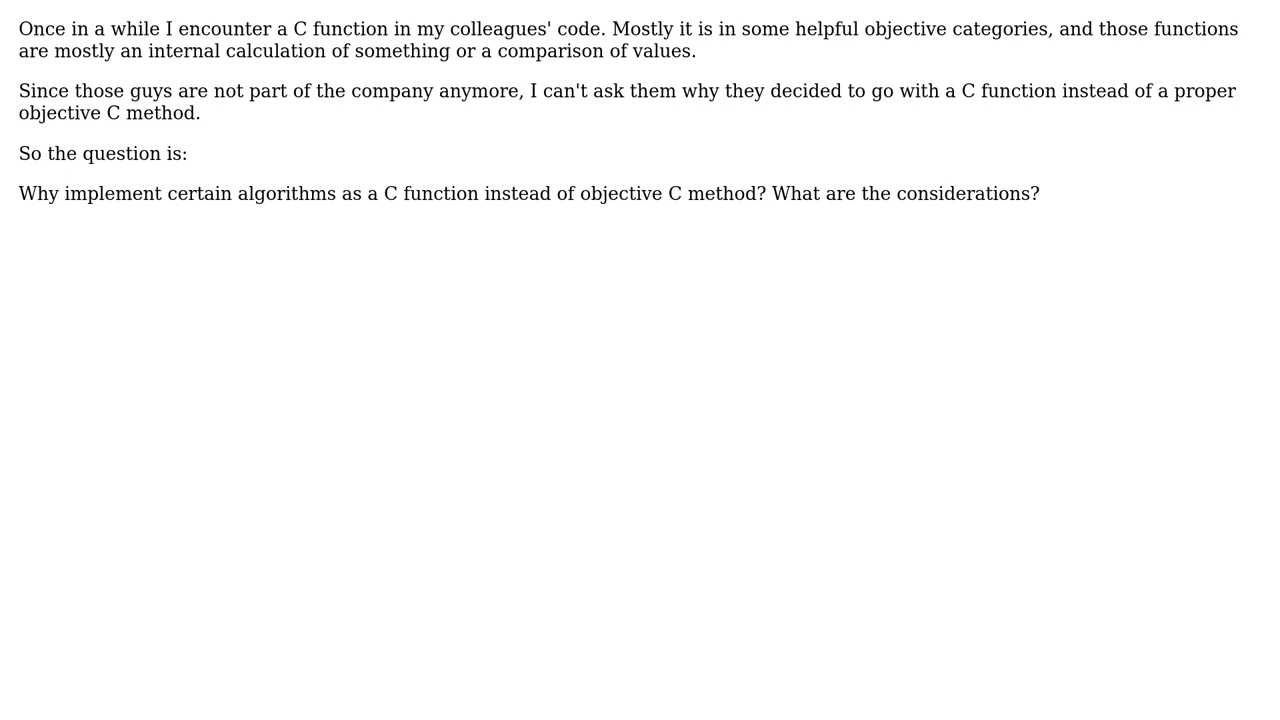 Once in a while I encounter a C function in my colleagues' code. Mostly it is in some helpful objective categories, and those functions
are mostly an internal calculation of something or a comparison of values.
Since those guys are not part of the company anymore, I can't ask them why they decided to go with a C function instead of a proper
objective C method.
So the question is:
Why implement certain algorithms as a C function instead of objective C method? What are the considerations?